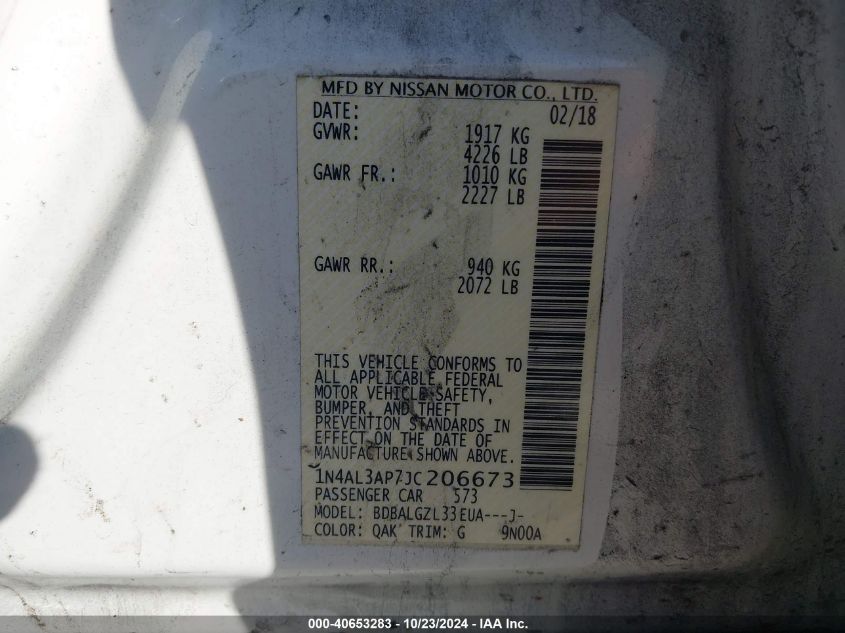 MFD BY NISSAN MOTOR CO., LTD.
DATE: 02/18
GVWR: 1917 KG
4226 LB
GAWR FR.: 1010 KG
2227 LB
GAWR RR.: 940 KG
2072 LB
THIS VEHICLE CONFORMS TO
ALL APPLICABLE FEDERAL
MOTOR VEHICLE SAFETY,
BUMPER, AND THEFT
PREVENTION STANDARDS IN
EFFECT ON THE DATE OF
MANUFACTURE SHOWN ABOVE.
1N4AL3AP7JC206673
PASSENGER CAR 573
MODEL: BDBALGZL33EUA---J-
COLOR: QAK TRIM: G 9N00A
000-40653283 - 10/23/2024 - IAA Inc.